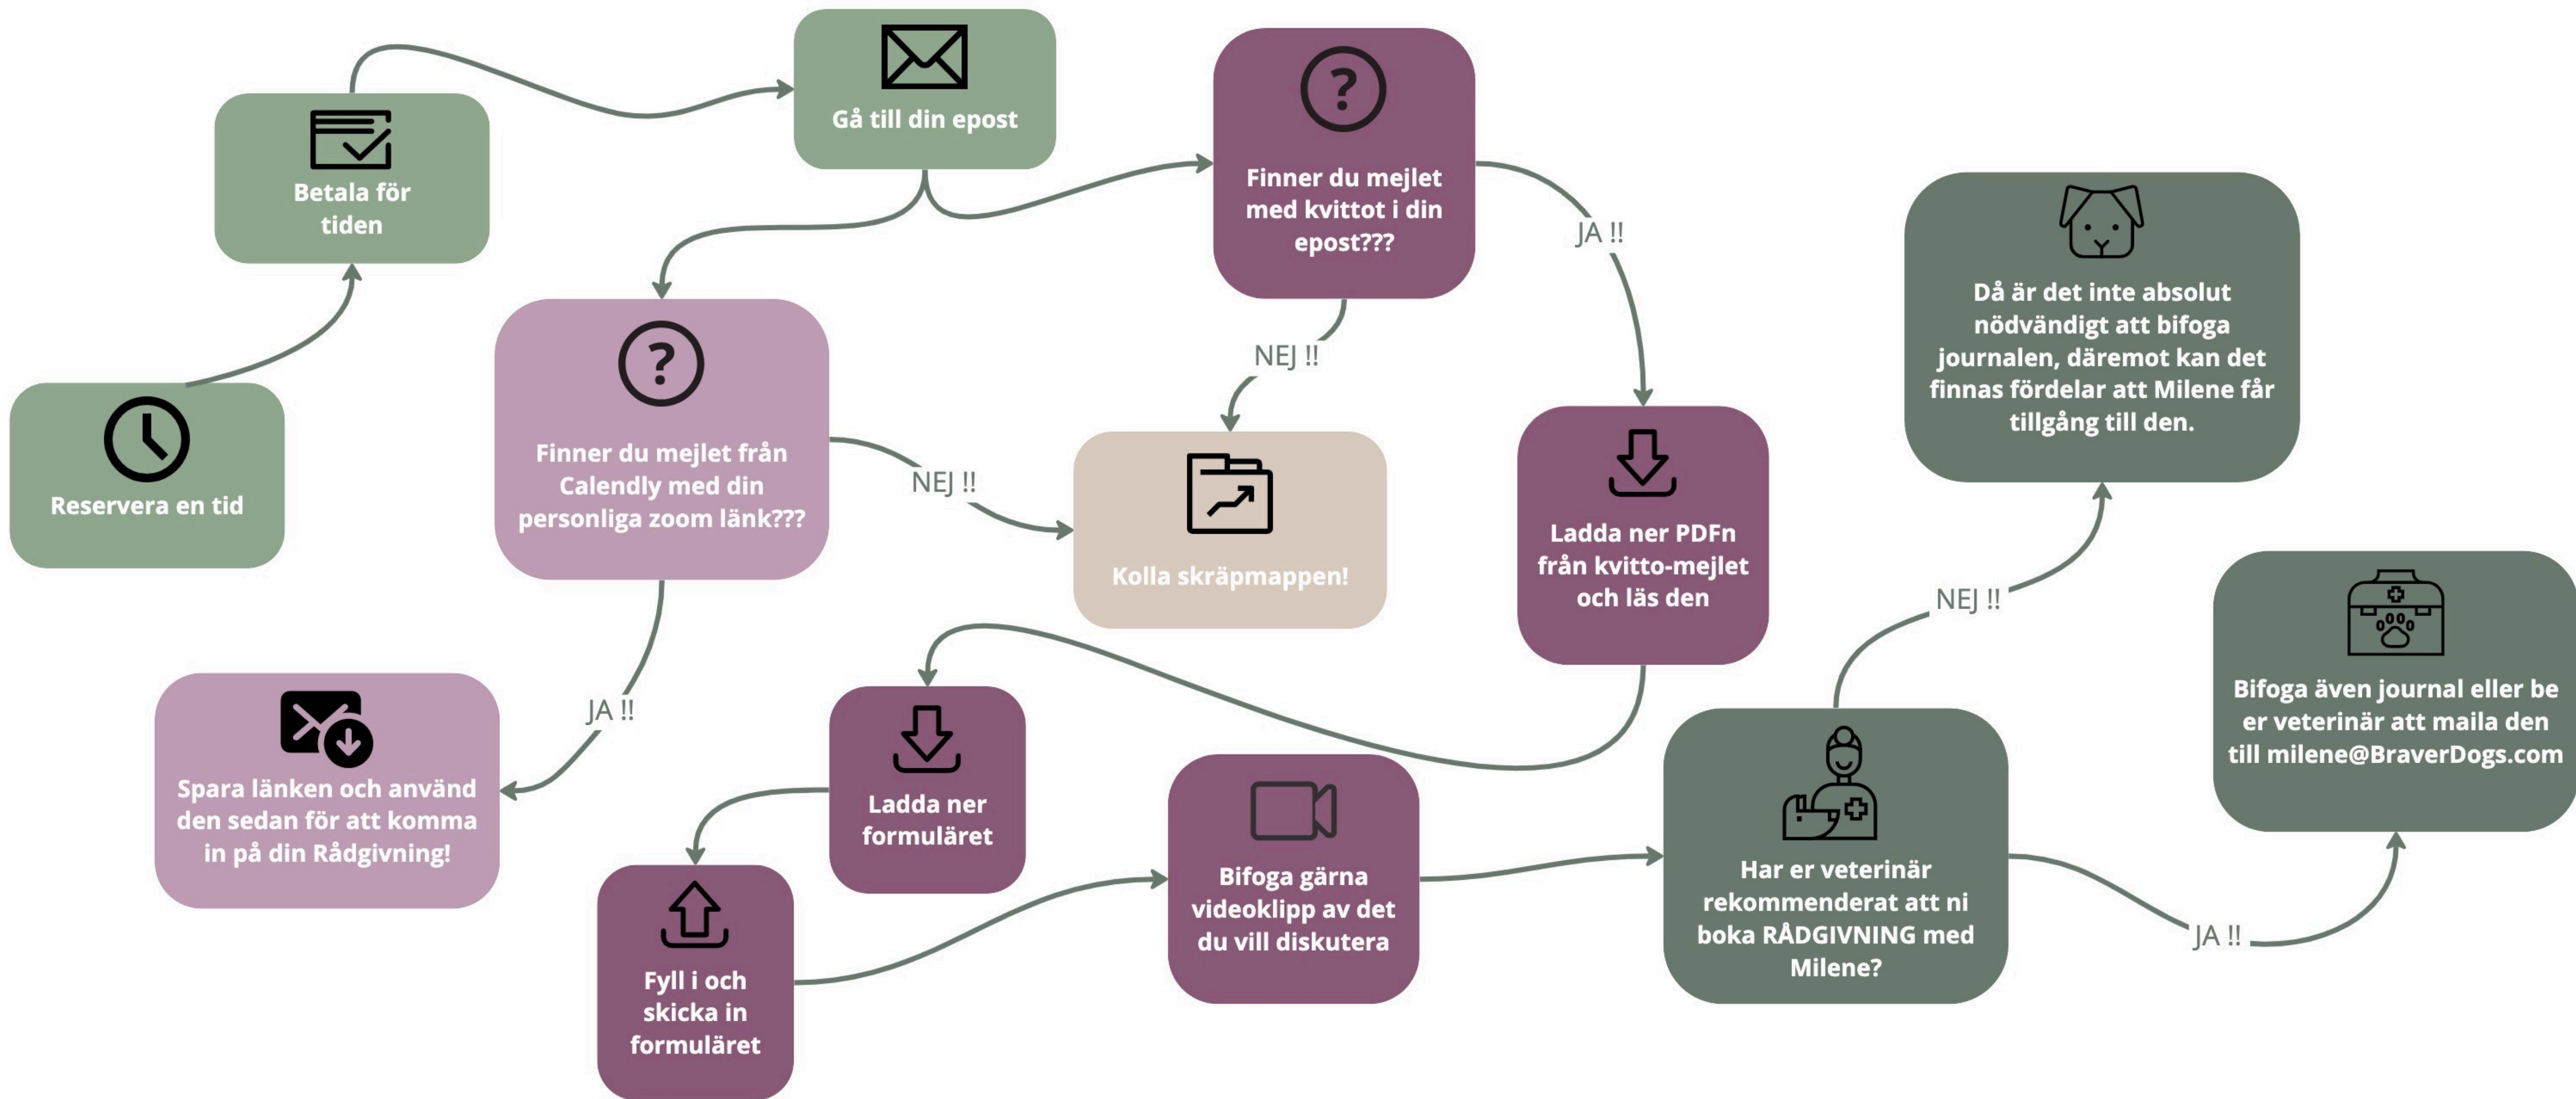 Gå till din epost
Betala för
tiden
Reservera en tid
?
Finner du mejlet
med kvittot i din
epost???
JA !!
NEJ !!
?
Finner du mejlet från
Calendly med din
personliga zoom länk???
NEJ !!
Kolla skräpmappen!
JA !!
Spara länken och använd
den sedan för att komma
in på din Rådgivning!
Ladda ner PDFn
från kvitto-mejlet
och läs den
Ladda ner
formuläret
Fyll i och
skicka in
formuläret
Bifoga gärna
videoklipp av det
du vill diskutera
Har er veterinär
rekommenderat att ni
boka RÅDGIVNING med
Milene?
NEJ !!
Då är det inte absolut
nödvändigt att bifoga
journalen, däremot kan det
finnas fördelar att Milene får
tillgång till den.
JA !!
Bifoga även journal eller be
er veterinär att maila den
till milene@BraverDogs.com